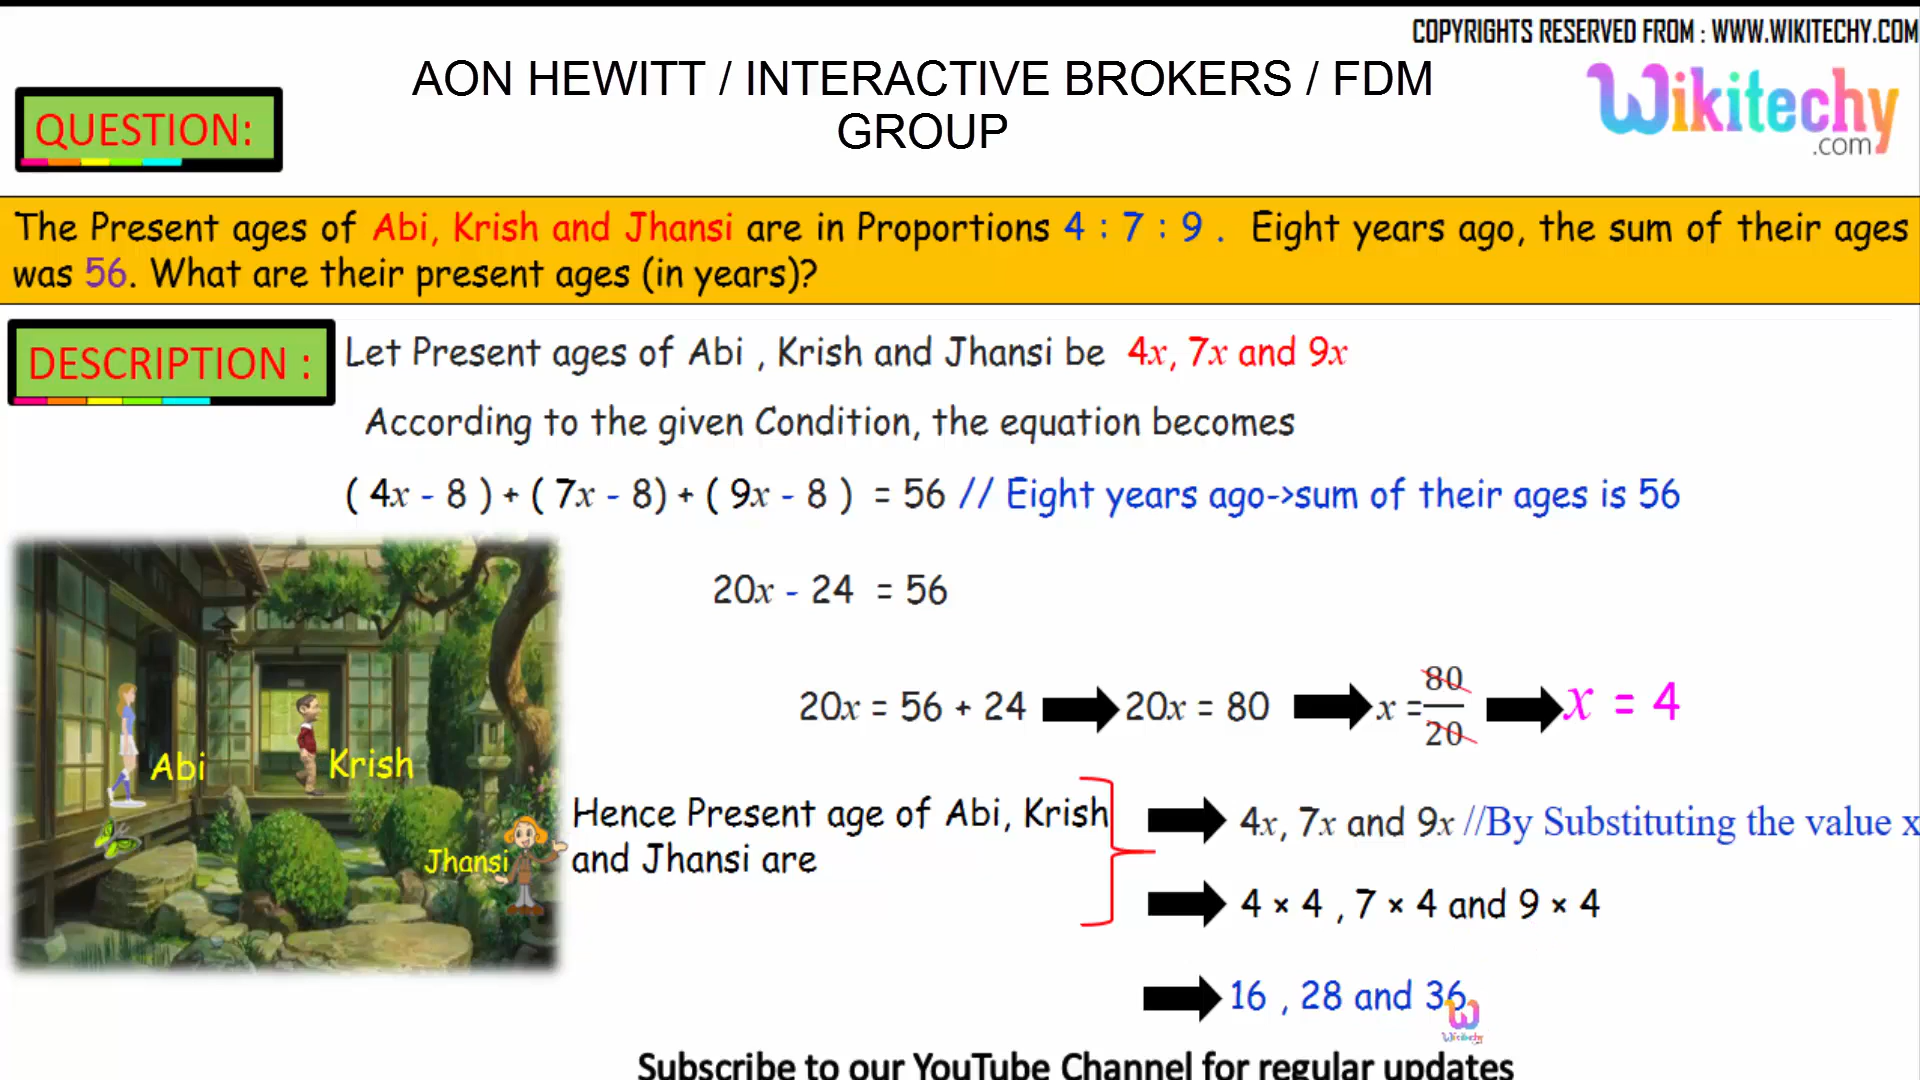 COPYRIGHTS RESERVED FROM : WWW.WIKITECHY.COM
AON HEWITT / INTERACTIVE BROKERS / FDM
GROUP
Wikitechy
.com
QUESTION:
The Present ages of Abi, Krish and Jhansi are in Proportions 4 : 7 : 9 . Eight years ago, the sum of their ages
was 56. What are their present ages (in years)?
DESCRIPTION :
Let Present ages of Abi , Krish and Jhansi be 4x, 7x and 9x
According to the given Condition, the equation becomes
( 4x - 8 ) + ( 7x - 8) + ( 9x - 8 ) = 56 // Eight years ago->sum of their ages is 56
20x - 24 = 56
20x = 56 + 24 20x = 80 x = 80/20 x = 4
Abi
Krish
Jhansi
Hence Present age of Abi, Krish
and Jhansi are
4x, 7x and 9x //By Substituting the value x
4 × 4 , 7 × 4 and 9 × 4
16 , 28 and 36
Wikitechy
Subscribe to our YouTube Channel for regular updates